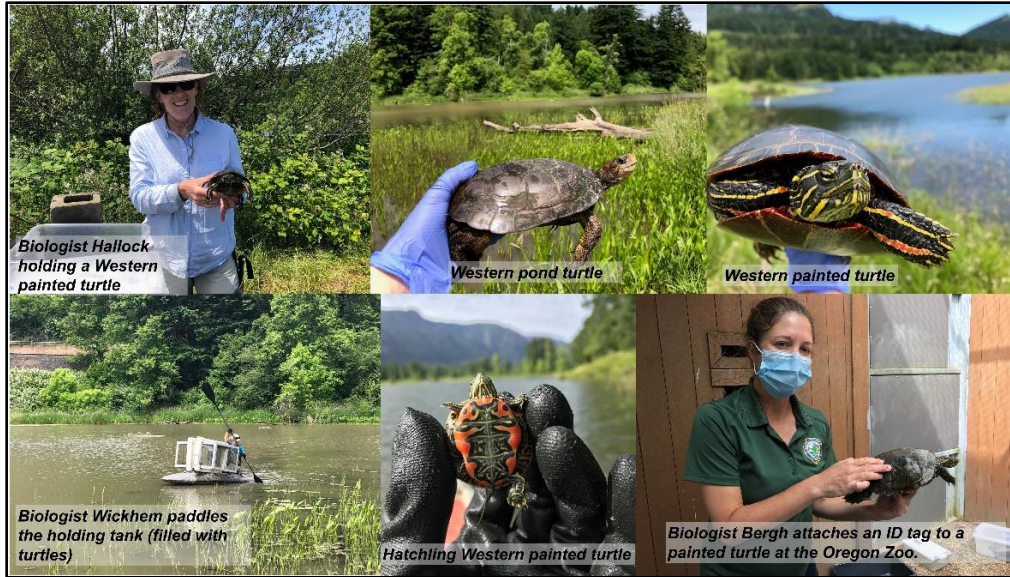 Biologist Hallock
holding a Western
painted turtle
Western pond turtle
Western painted turtle
Biologist Wickhem paddles
the holding tank (filled with
turtles)
Hatchling Western painted turtle
Biologist Bergh attaches an ID tag to a
painted turtle at the Oregon Zoo.